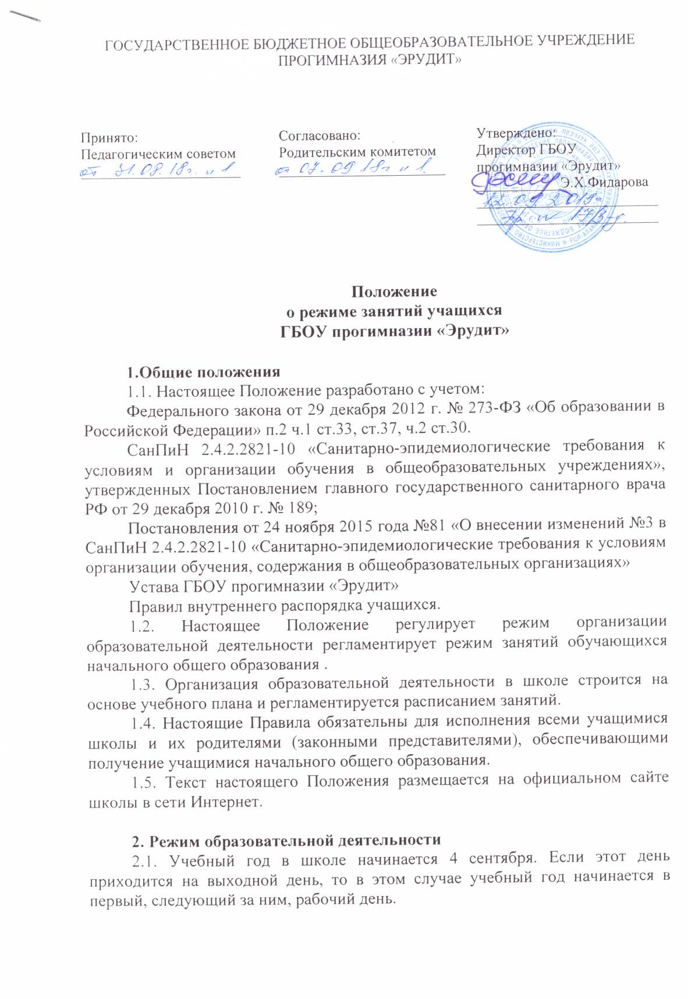 ГОСУДАРСТВЕННОЕ БЮДЖЕТНОЕ ОБЩЕОБРАЗОВАТЕЛЬНОЕ УЧРЕЖДЕНИЕ
ПРОГИМНАЗИЯ «ЭРУДИТ»
Принято:
Педагогическим советом
от 31.08.18г. н 1
Согласовано:
Родительским комитетом
от 07.09 18г н 1.
Утверждено:
Директор ГБОУ
прогимназии «Эрудит»
Э.Х.Фидарова
12 09. 2018г
Положение
о режиме занятий учащихся
ГБОУ прогимназии «Эрудит»
1.Общие положения
1.1. Настоящее Положение разработано с учетом:
Федерального закона от 29 декабря 2012 г. № 273-ФЗ «Об образовании в
Российской Федерации» п.2 ч.1 ст.33, ст.37, ч.2 ст.30.
СанПиН 2.4.2.2821-10 «Санитарно-эпидемиологические требования к
условиям и организации обучения в общеобразовательных учреждениях»,
утвержденных Постановлением главного государственного санитарного врача
РФ от 29 декабря 2010 г. № 189;
Постановления от 24 ноября 2015 года №81 «О внесении изменений №3 в
СанПиН 2.4.2.2821-10 «Санитарно-эпидемиологические требования к условиям
организации обучения, содержания в общеобразовательных организациях»
Устава ГБОУ прогимназии «Эрудит»
Правил внутреннего распорядка учащихся.
1.2. Настоящее Положение регулирует режим организации
образовательной деятельности регламентирует режим занятий обучающихся
начального общего образования .
1.3. Организация образовательной деятельности в школе строится на
основе учебного плана и регламентируется расписанием занятий.
1.4. Настоящие Правила обязательны для исполнения всеми учащимися
школы и их родителями (законными представителями), обеспечивающими
получение учащимися начального общего образования.
1.5. Текст настоящего Положения размещается на официальном сайте
школы в сети Интернет.
2. Режим образовательной деятельности
2.1. Учебный год в школе начинается 4 сентября. Если этот день
приходится на выходной день, то в этом случае учебный год начинается в
первый, следующий за ним, рабочий день.